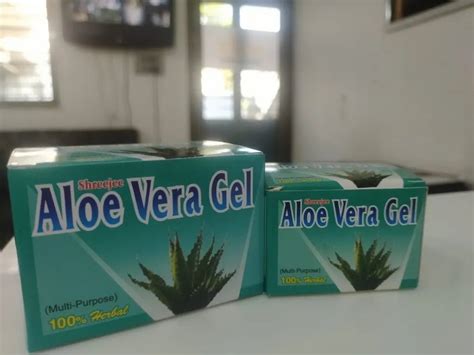 Shreejee
Aloe Vera Gel
(Multi-Purpose)
100% Herbal
Shreejee
Aloe Vera Gel
(Multi-Purpose)
100% Herbal